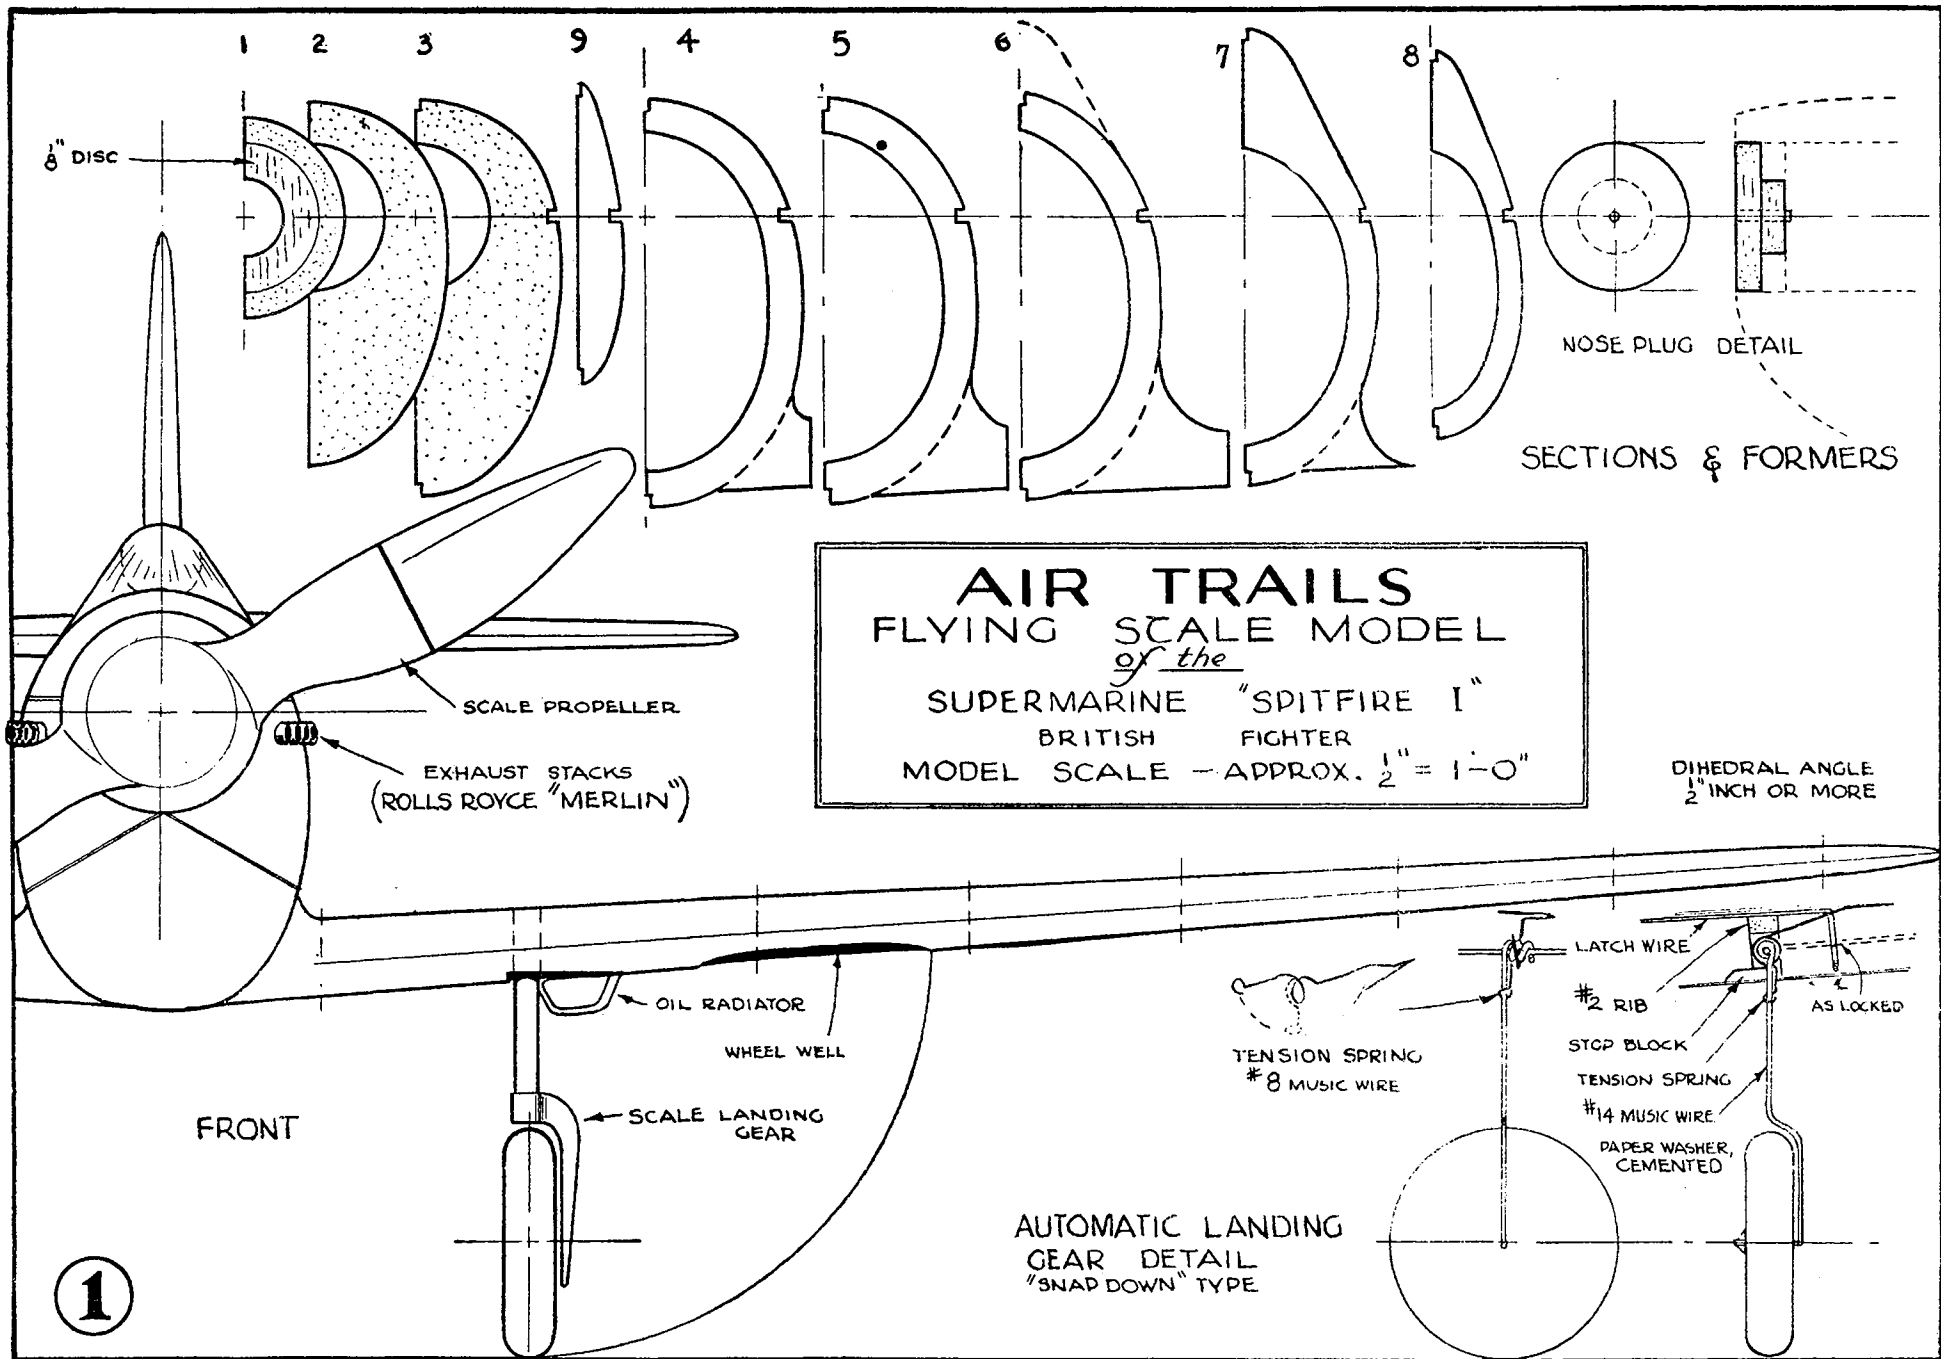 1 2 3 9 4 5 6 7 8
1/8" DISC
NOSE PLUG DETAIL
SECTIONS & FORMERS
AIR TRAILS
FLYING SCALE MODEL
of the
SUPERMARINE "SPITFIRE I"
BRITISH FIGHTER
MODEL SCALE - APPROX. 1/2" = 1'-0"
SCALE PROPELLER
EXHAUST STACKS
(ROLLS ROYCE "MERLIN")
DIHEDRAL ANGLE
1/2" INCH OR MORE
OIL RADIATOR
WHEEL WELL
SCALE LANDING
GEAR
FRONT
TENSION SPRING
#8 MUSIC WIRE
LATCH WIRE
#2 RIB
AS LOCKED
STOP BLOCK
TENSION SPRING
#14 MUSIC WIRE
PAPER WASHER,
CEMENTED
AUTOMATIC LANDING
GEAR DETAIL
"SNAP DOWN" TYPE
1